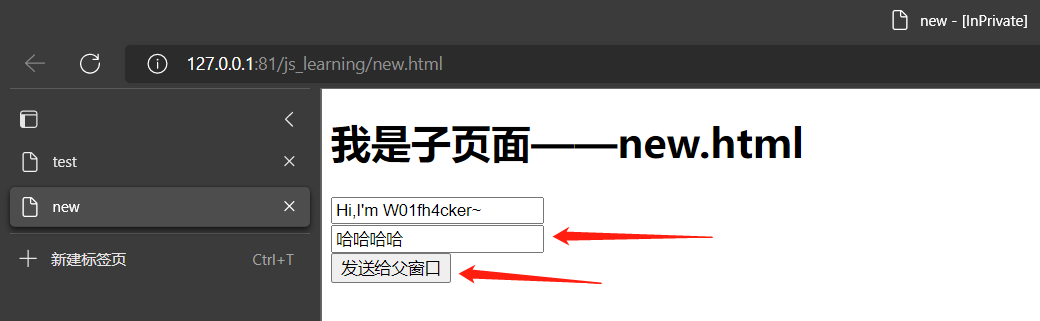 new - [InPrivate]
127.0.0.1:81/js_learning/new.html
test
new
新建标签页 Ctrl+T
我是子页面——new.html
Hi,I'm W01fh4cker~
哈哈哈哈
发送给父窗口